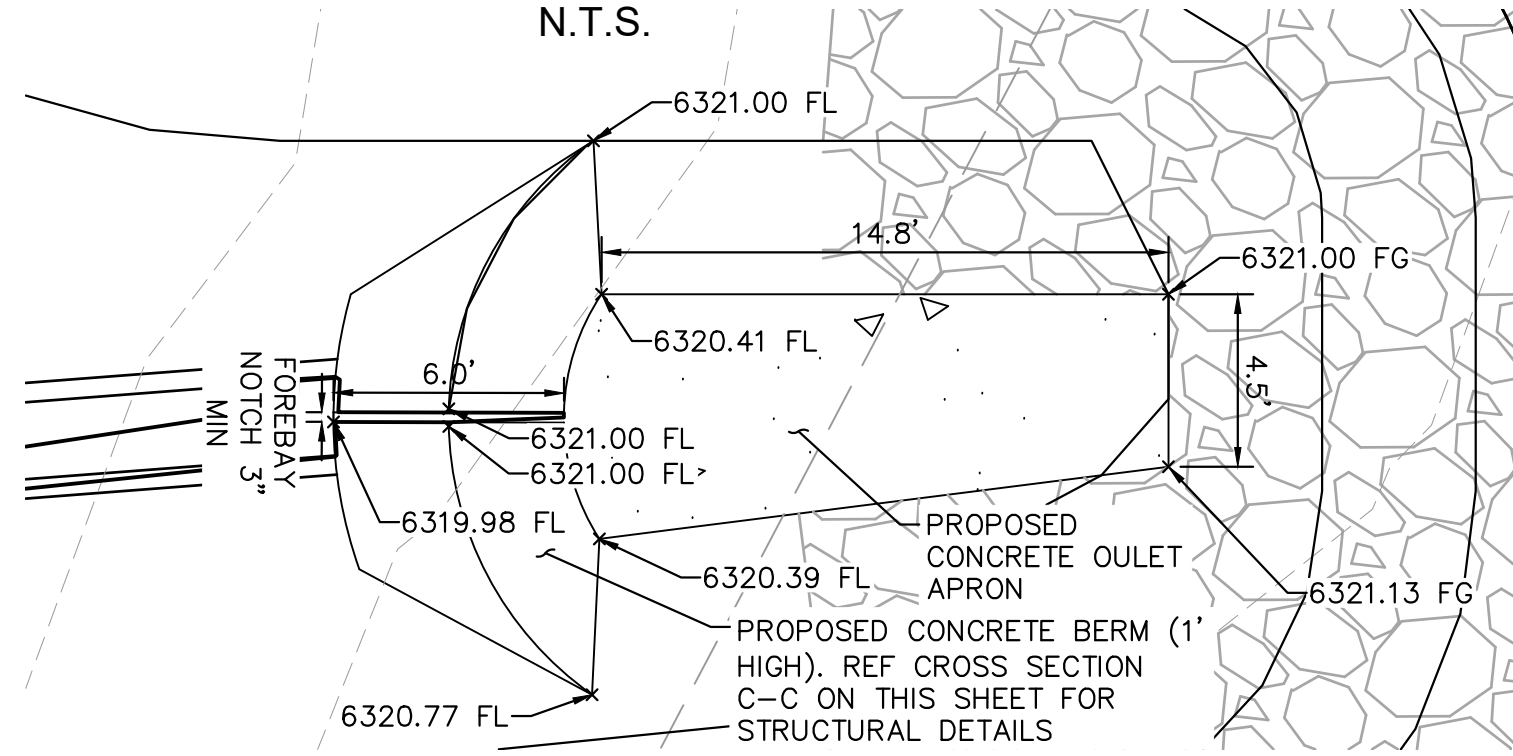 N.T.S.
6321.00 FL
14.8'
6321.00 FG
6320.41 FL
4.5'
6.0'
FOREBAY
NOTCH 3"
MIN
6321.00 FL
6321.00 FL
6319.98 FL
PROPOSED
CONCRETE OULET
APRON
6320.39 FL
6321.13 FG
PROPOSED CONCRETE BERM (1'
HIGH). REF CROSS SECTION
C-C ON THIS SHEET FOR
STRUCTURAL DETAILS
6320.77 FL